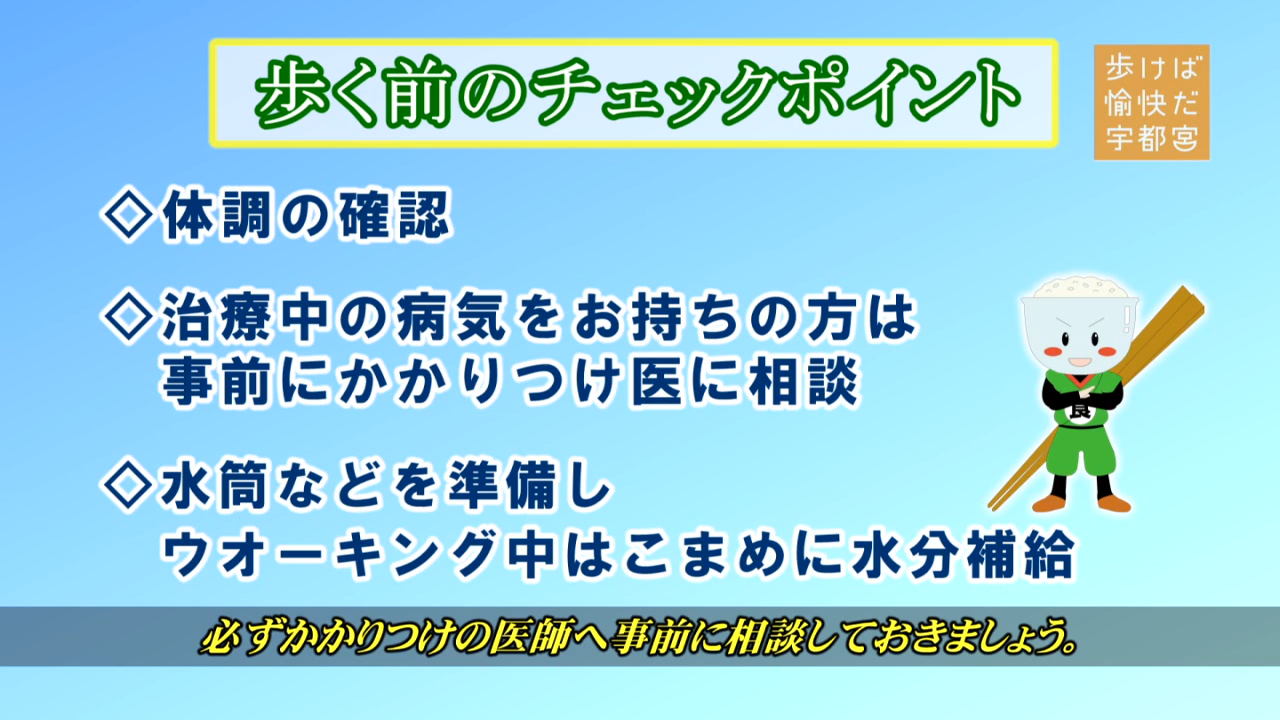 歩く前のチェックポイント
歩けば
愉快だ
宇都宮
◇体調の確認
◇治療中の病気をお持ちの方は
事前にかかりつけ医に相談
◇水筒などを準備し
ウオーキング中はこまめに水分補給
食
必ずかかりつけの医師へ事前に相談しておきましょう。